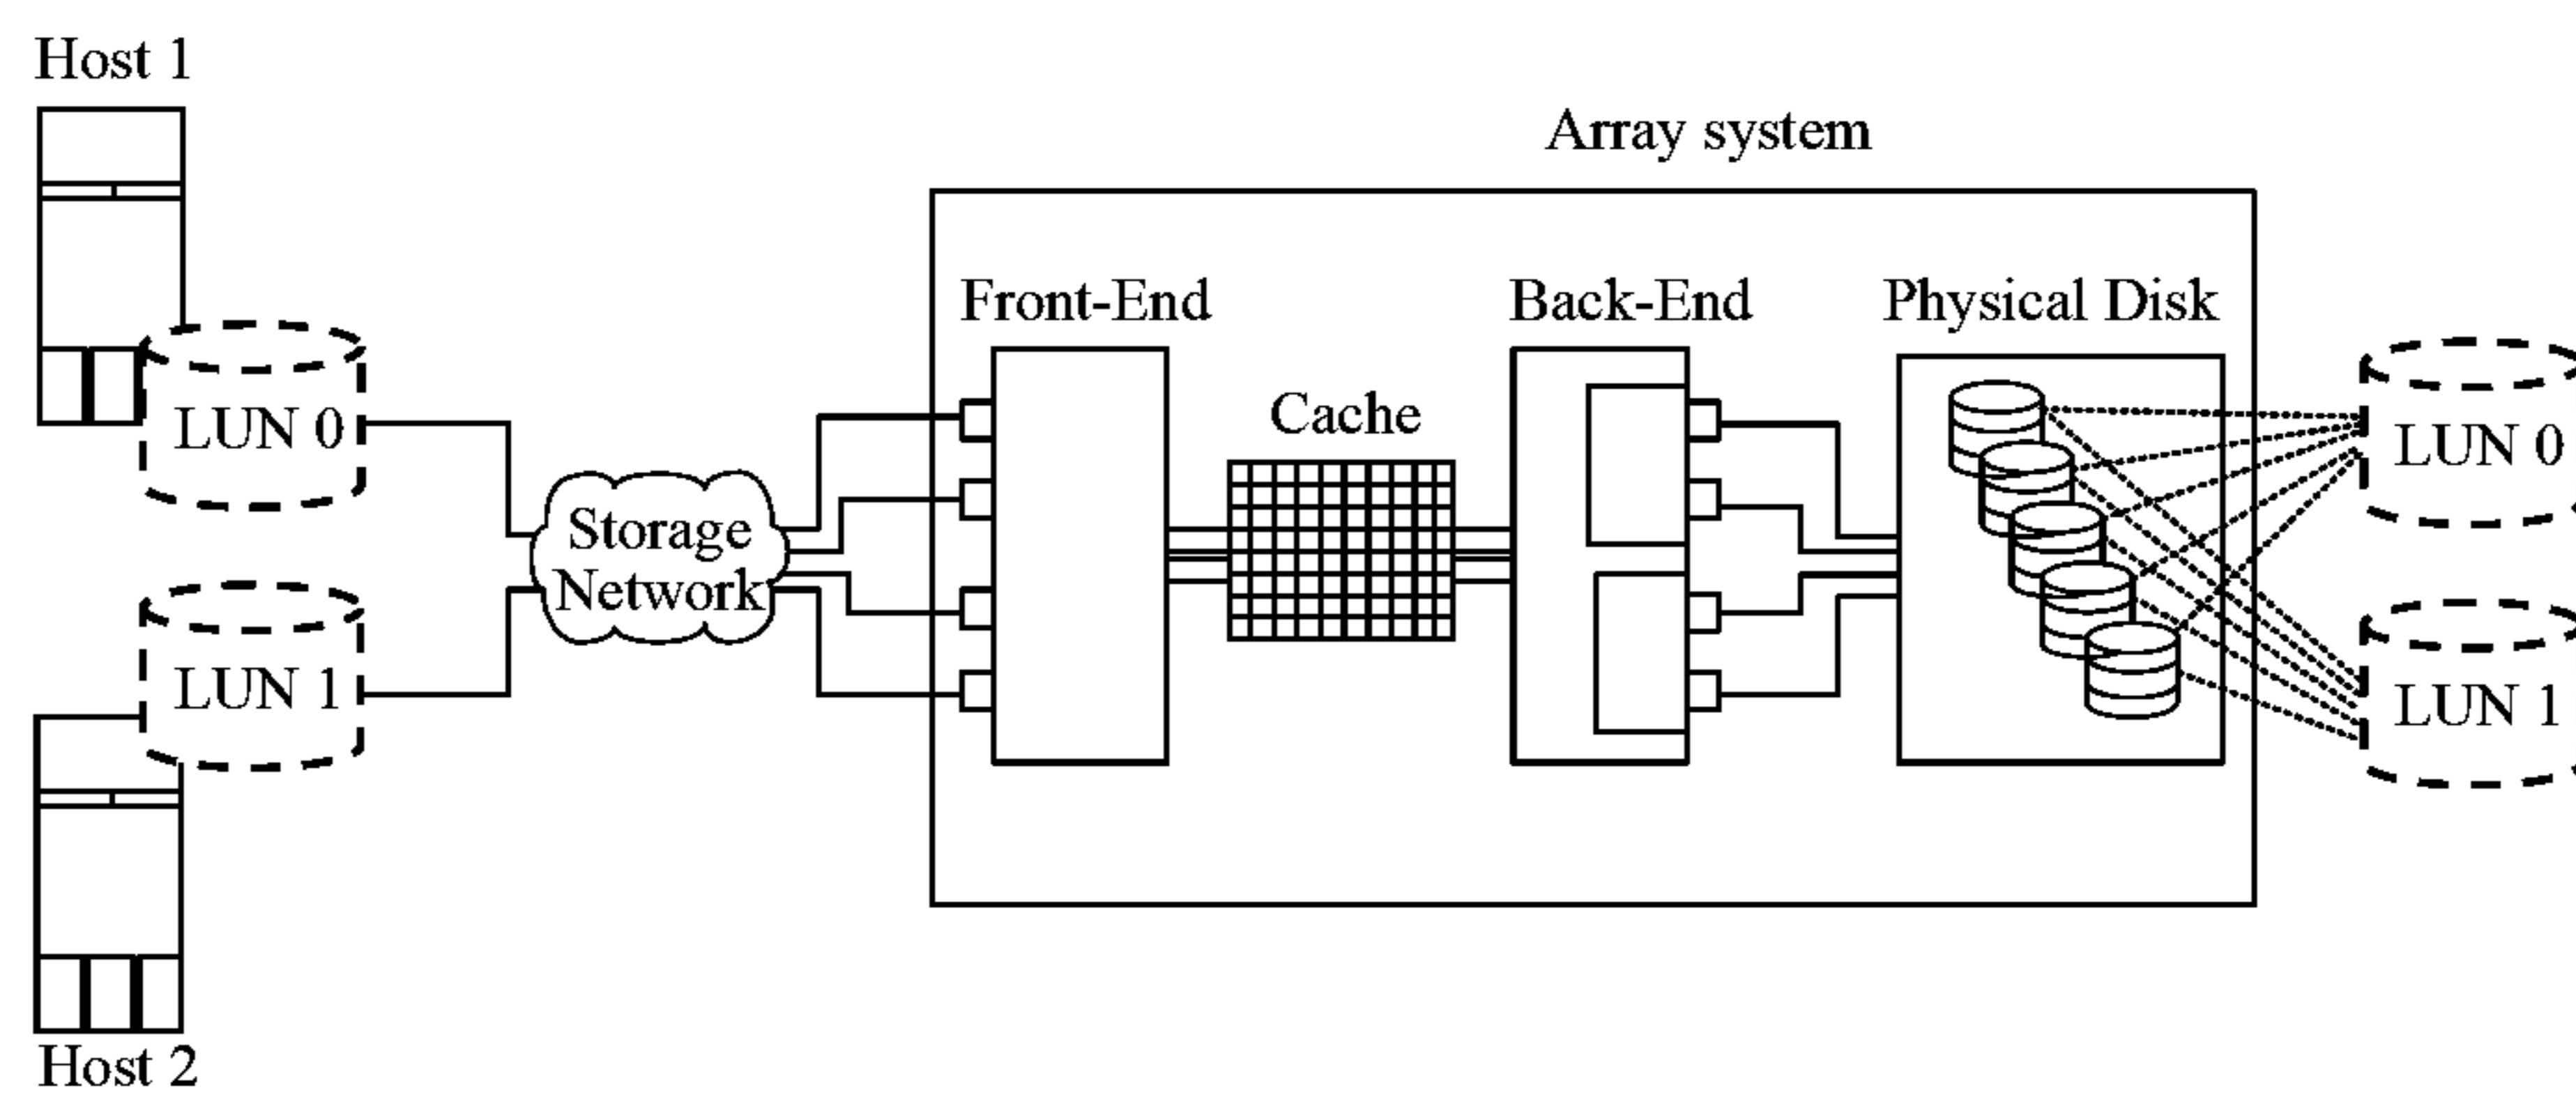 Host 1
Array system
Front-End
Back-End
Physical Disk
Cache
LUN 0
LUN 0
Storage
Network
LUN 1
LUN 1
Host 2